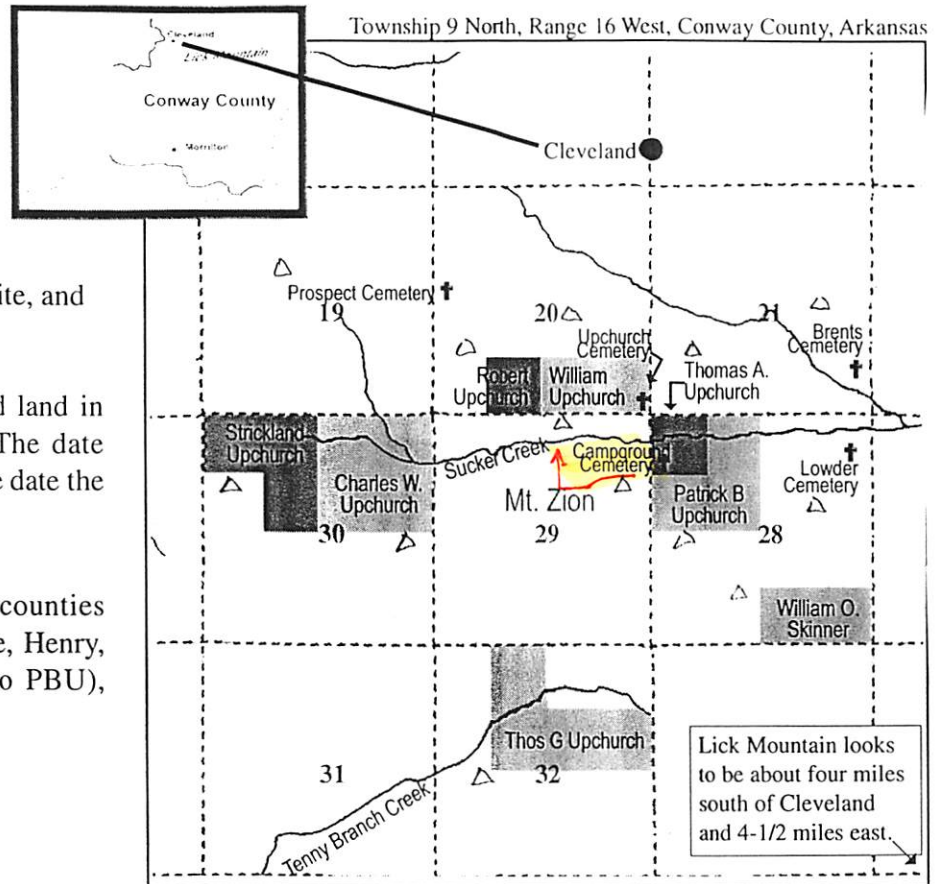 Township 9 North, Range 16 West, Conway County, Arkansas
Cleveland
Lick Mountain
Conway County
Morrilton
Cleveland
ite, and
d land in
The date
e date the
counties
e, Henry,
o PBU),
Prospect Cemetery
19
20
21
Upchurch
Cemetery
Brents
Cemetery
Robert
Upchurch
William
Upchurch
Thomas A.
Upchurch
Strickland
Upchurch
Charles W.
Upchurch
Sucker Creek
Campground
Cemetery
Mt. Zion
Patrick B
Upchurch
Lowder
Cemetery
30
29
28
William O.
Skinner
Thos G Upchurch
31
32
Tenny Branch Creek
Lick Mountain looks
to be about four miles
south of Cleveland
and 4-1/2 miles east.